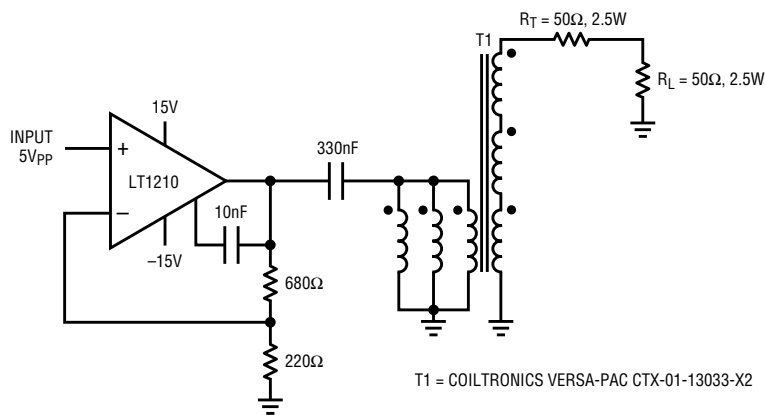 R_T = 50Ω, 2.5W
T1
R_L = 50Ω, 2.5W
15V
INPUT
5V_PP
+
LT1210
–
–15V
10nF
330nF
680Ω
220Ω
T1 = COILTRONICS VERSA-PAC CTX-01-13033-X2